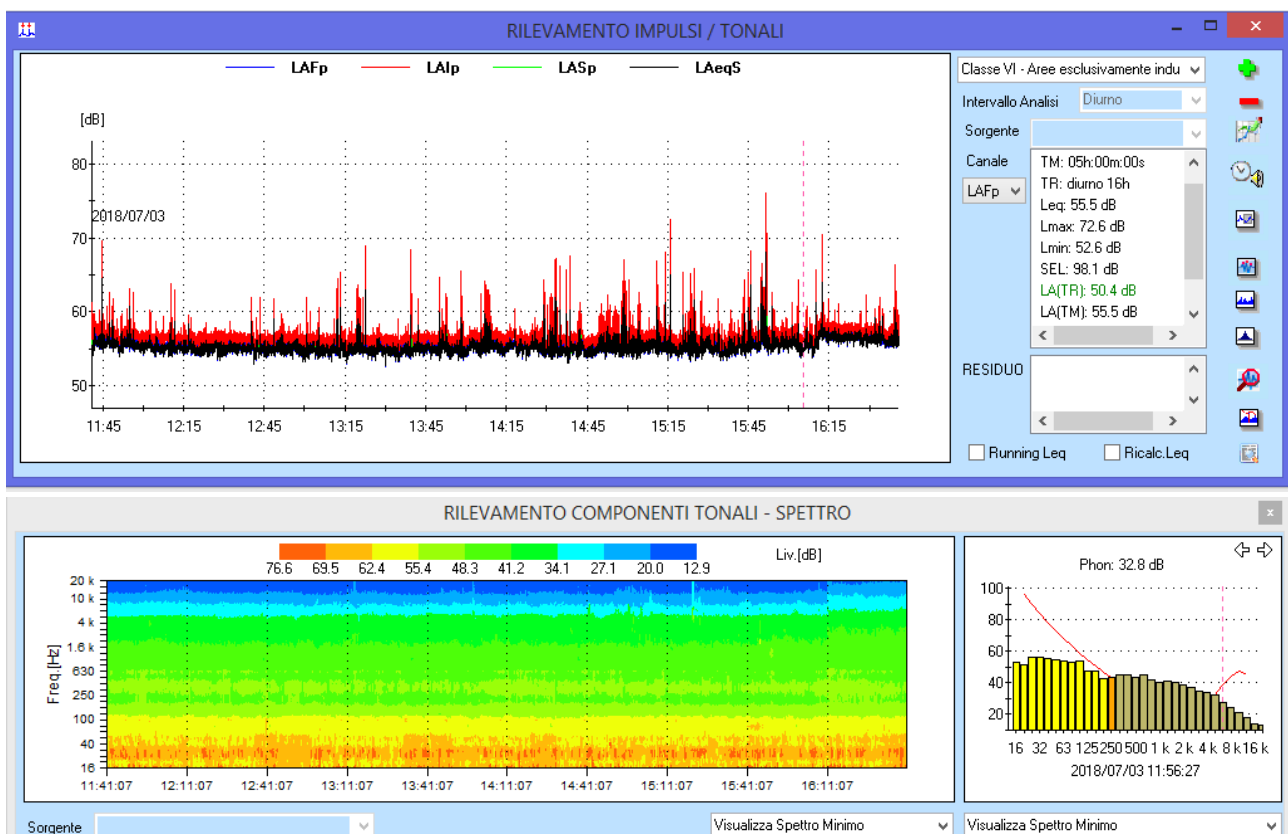 RILEVAMENTO IMPULSI / TONALI
LAFp LAIp LASp LAeqS
[dB]
80
70
60
50
2018/07/03
11:45 12:15 12:45 13:15 13:45 14:15 14:45 15:15 15:45 16:15
Classe VI - Aree esclusivamente indu
Intervallo Analisi Diurno
Sorgente
Canale
LAFp
TM: 05h:00m:00s
TR: diurno 16h
Leq: 55.5 dB
Lmax: 72.6 dB
Lmin: 52.6 dB
SEL: 98.1 dB
LA(TR): 50.4 dB
LA(TM): 55.5 dB
RESIDUO
Running Leq Ricalc.Leq
RILEVAMENTO COMPONENTI TONALI - SPETTRO
x
Liv.[dB]
76.6 69.5 62.4 55.4 48.3 41.2 34.1 27.1 20.0 12.9
Freq.[Hz]
20 k
10 k
4 k
1.6 k
630
250
100
40
16
11:41:07 12:11:07 12:41:07 13:11:07 13:41:07 14:11:07 14:41:07 15:11:07 15:41:07 16:11:07
Phon: 32.8 dB
100
80
60
40
20
16 32 63 125 250 500 1 k 2 k 4 k 8 k 16 k
2018/07/03 11:56:27
Sorgente
Visualizza Spettro Minimo
Visualizza Spettro Minimo